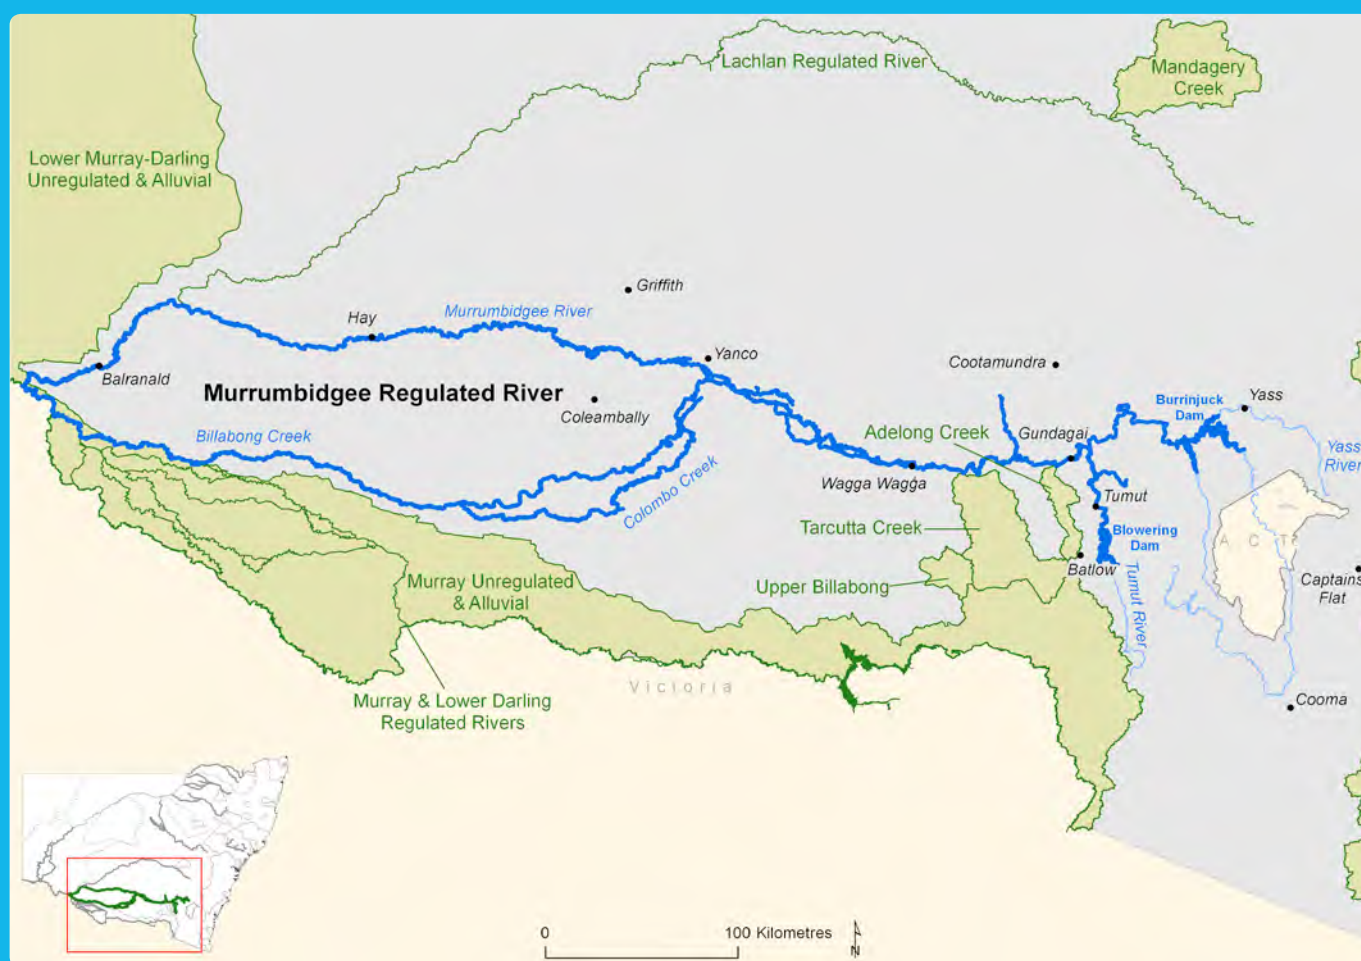 Lachlan Regulated River
Mandagery
Creek
Lower Murray-Darling
Unregulated & Alluvial
Griffith
Hay
Murrumbidgee River
Yanco
Cootamundra
Balranald
Murrumbidgee Regulated River
Coleambally
Burrinjuck
Dam
Yass
Billabong Creek
Adelong Creek
Gundagai
Yass
River
Colombo Creek
Wagga Wagga
Tumut
Tarcutta Creek
Blowering
Dam
A C T
Batlow
Tumut River
Captains
Flat
Murray Unregulated
& Alluvial
Upper Billabong
Victoria
Murray & Lower Darling
Regulated Rivers
Cooma
0
100 Kilometres
N